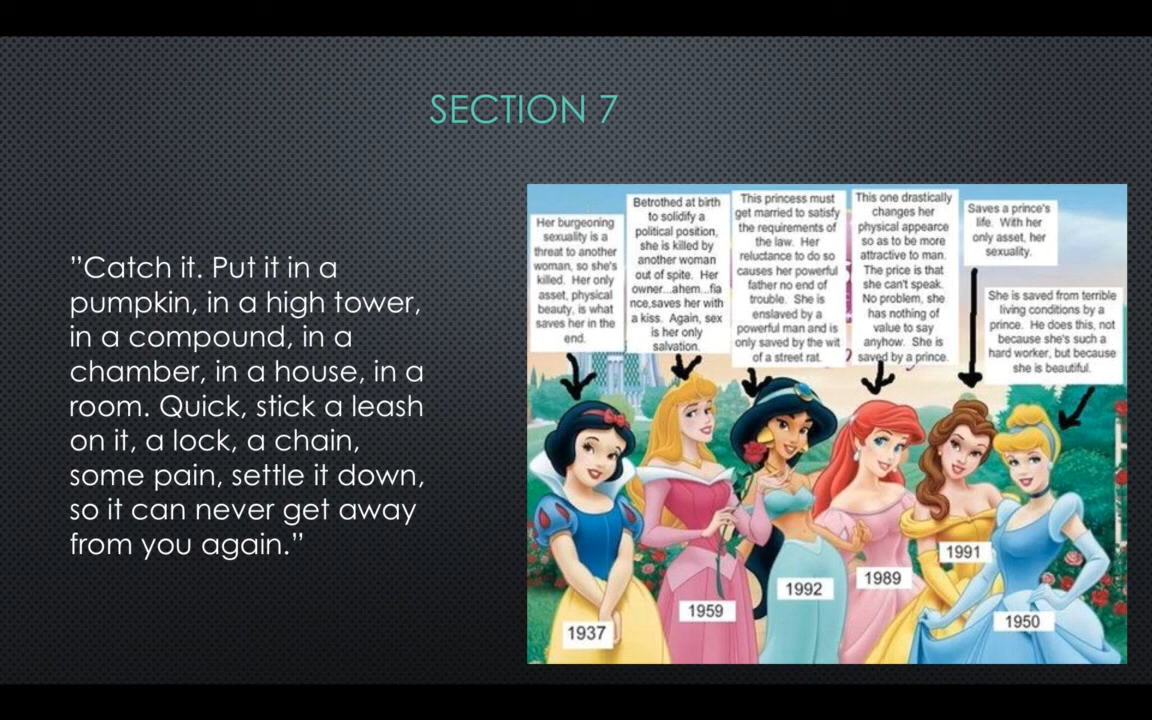 SECTION 7
”Catch it. Put it in a
pumpkin, in a high tower,
in a compound, in a
chamber, in a house, in a
room. Quick, stick a leash
on it, a lock, a chain,
some pain, settle it down,
so it can never get away
from you again.”
Her burgeoning
sexuality is a
threat to another
woman, so she's
killed. Her only
asset, physical
beauty, is what
saves her in the
end.
Betrothed at birth
to solidify a
political position,
she is killed by
another woman
out of spite. Her
owner...ahem...fia
nce,saves her with
a kiss. Again, sex
is her only
salvation.
This princess must
get married to satisfy
the requirements of
the law. Her
reluctance to do so
causes her powerful
father no end of
trouble. She is
enslaved by a
powerful man and is
only saved by the wit
of a street rat.
This one drastically
changes her
physical appearce
so as to be more
attractive to man.
The price is that
she can't speak.
No problem, she
has nothing of
value to say
anyhow. She is
saved by a prince.
Saves a prince's
life. With her
only asset, her
sexuality.
She is saved from terrible
living conditions by a
prince. He does this, not
because she's such a
hard worker, but because
she is beautiful.
1937
1959
1992
1989
1991
1950